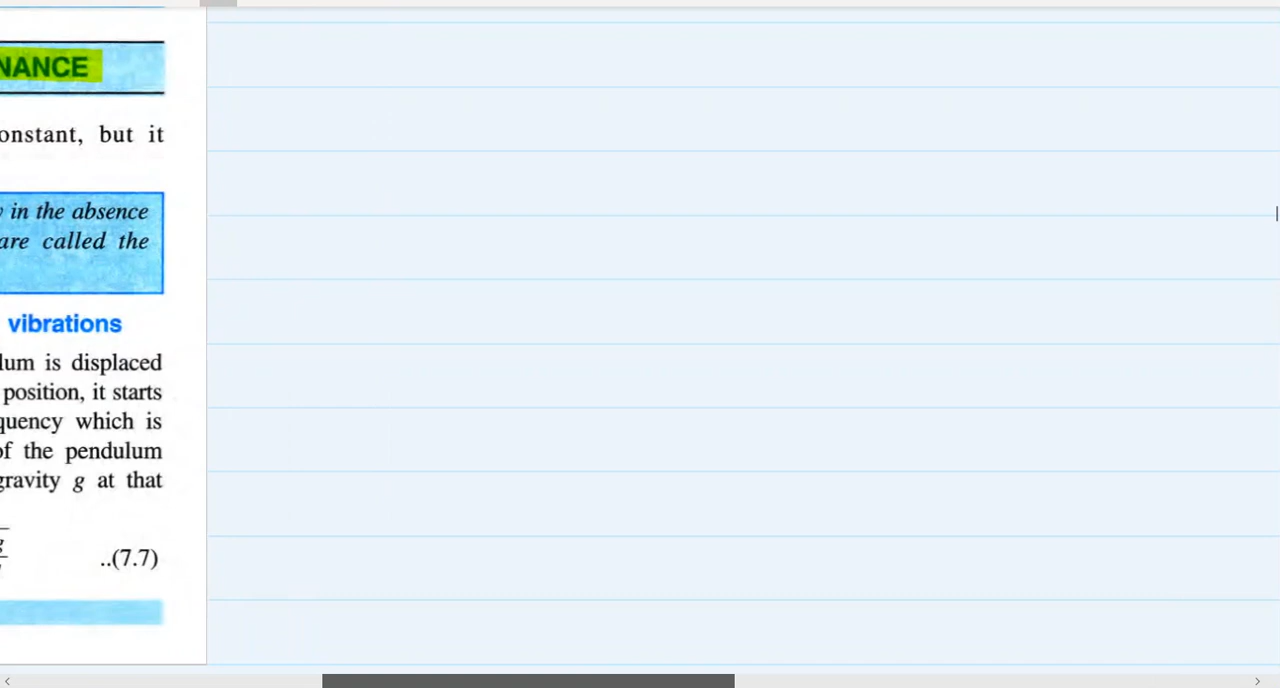 NANCE
onstant, but it
in the absence
are called the
vibrations
lum is displaced
position, it starts
quency which is
of the pendulum
gravity g at that
g
..(7.7)